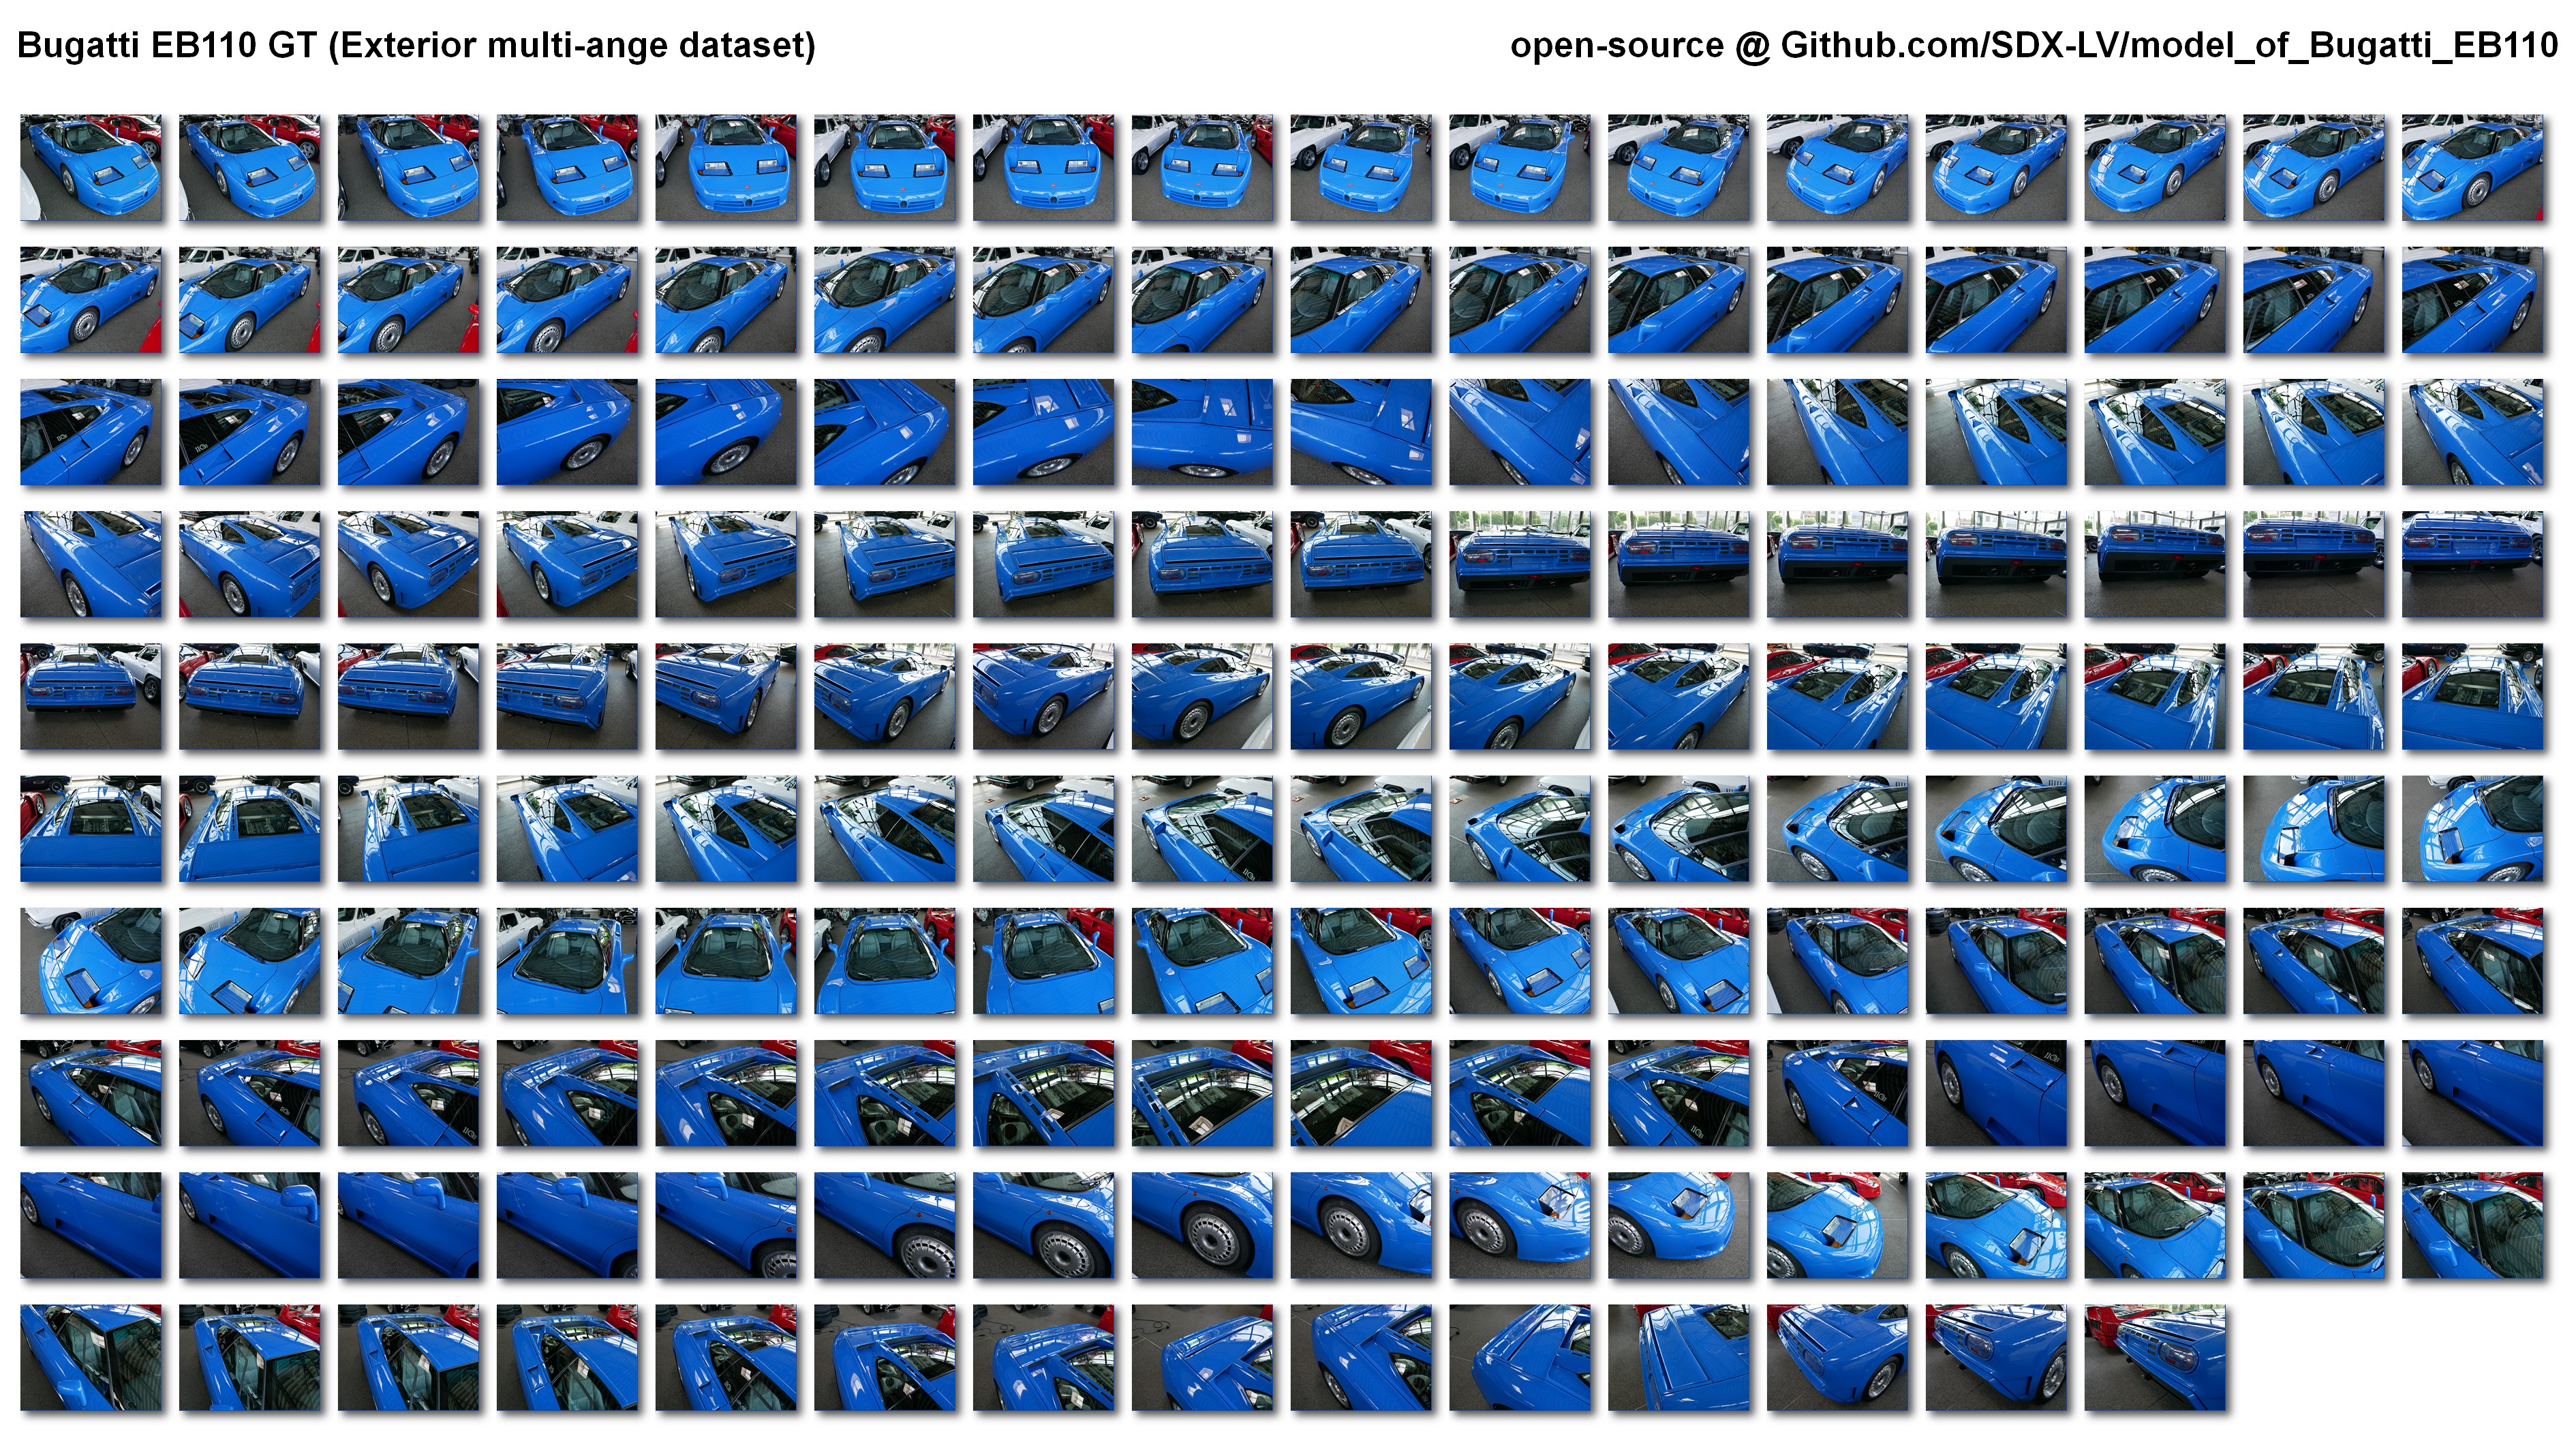 Bugatti EB110 GT (Exterior multi-ange dataset)
open-source @ Github.com/SDX-LV/model_of_Bugatti_EB110